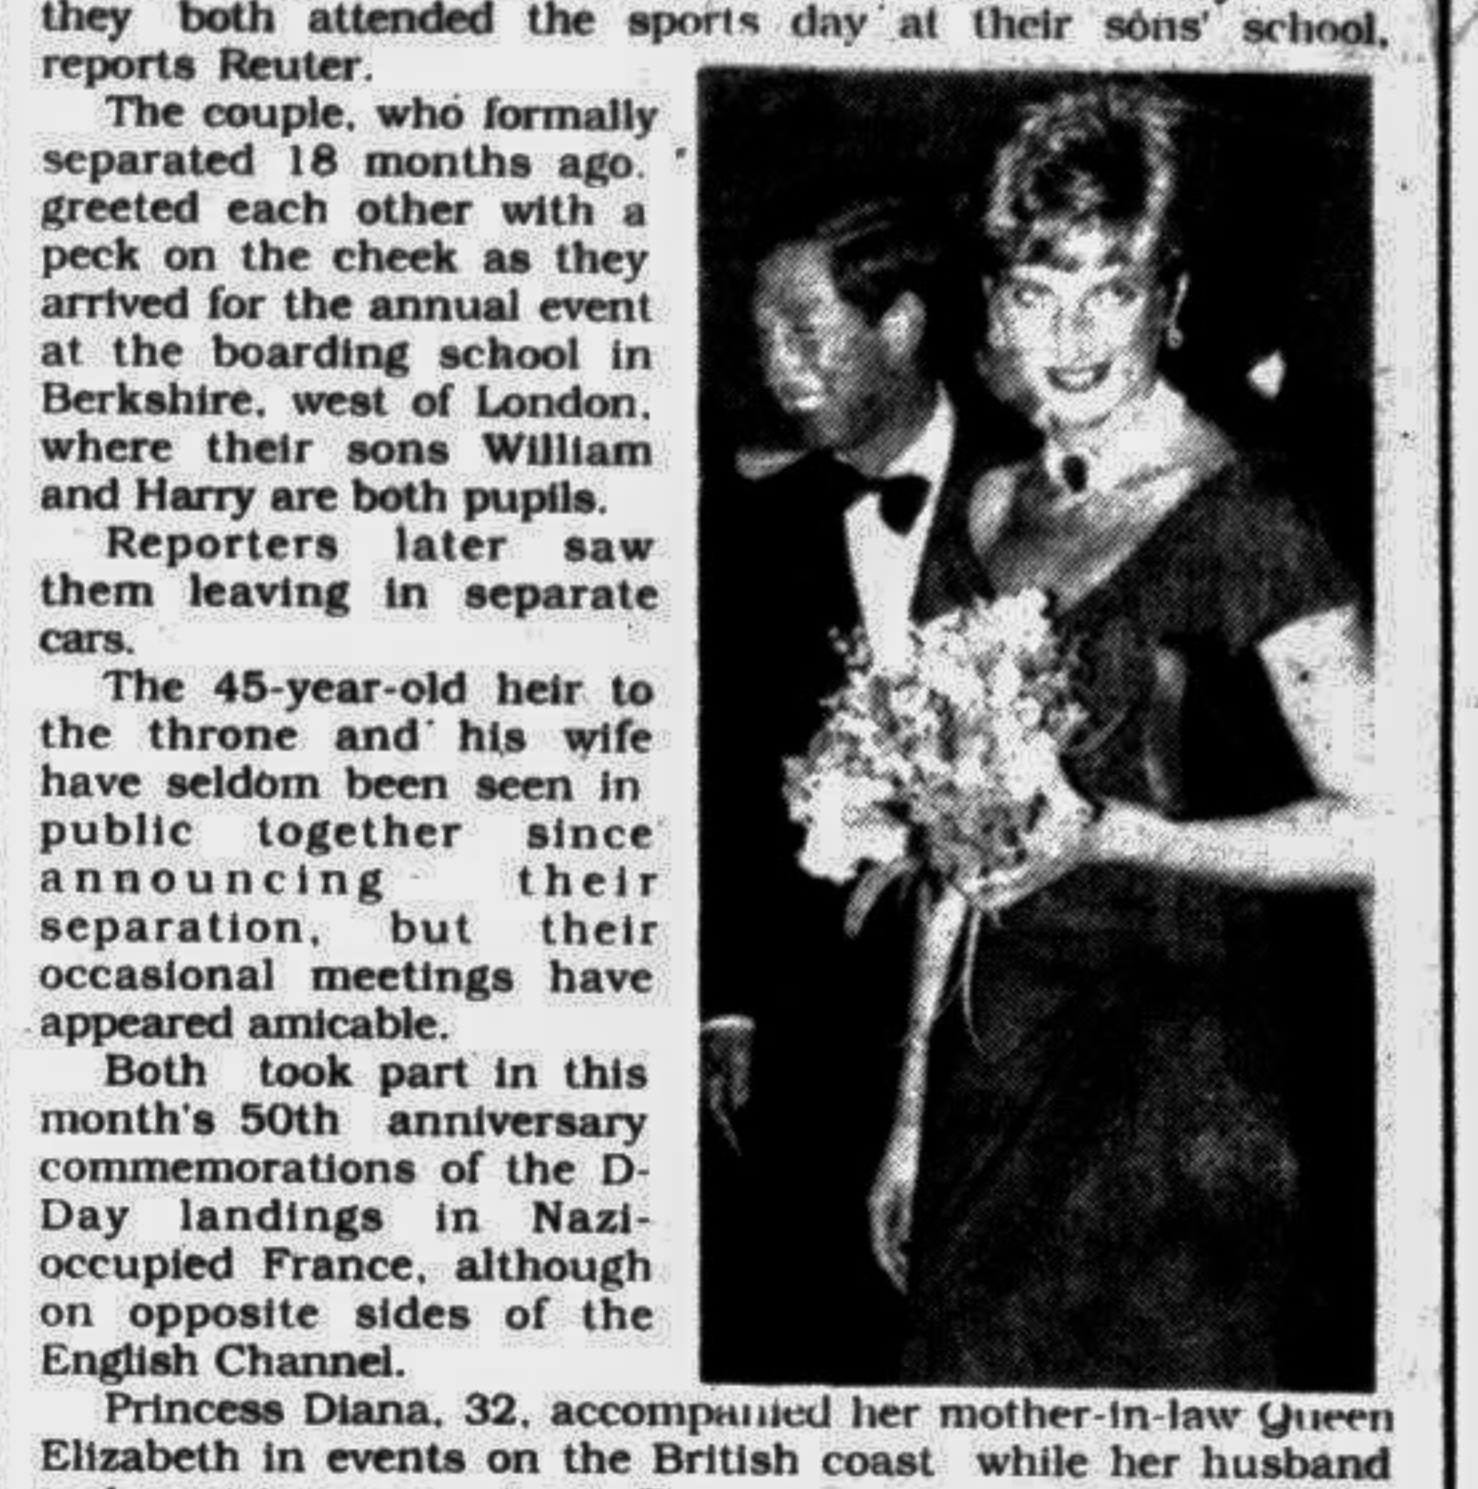 they both attended the sports day at their sons' school,
reports Reuter.
The couple, who formally
separated 18 months ago,
greeted each other with a
peck on the cheek as they
arrived for the annual event
at the boarding school in
Berkshire, west of London,
where their sons William
and Harry are both pupils.
Reporters later saw
them leaving in separate
cars.
The 45-year-old heir to
the throne and his wife
have seldom been seen in
public together since
announcing their
separation, but their
occasional meetings have
appeared amicable.
Both took part in this
month's 50th anniversary
commemorations of the D-
Day landings in Nazi-
occupied France, although
on opposite sides of the
English Channel.
Princess Diana, 32, accompanied her mother-in-law Queen
Elizabeth in events on the British coast while her husband